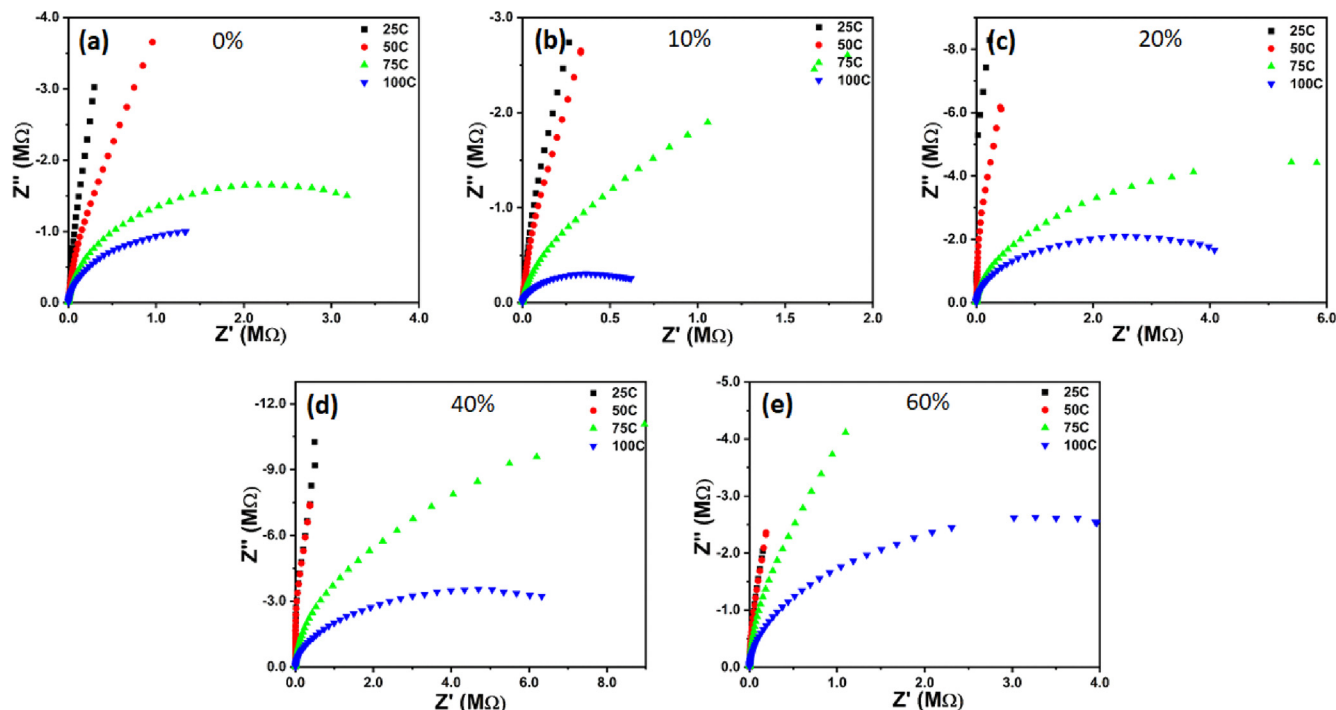 (a) 0%
25C
50C
75C
100C
-4.0
-3.0
-2.0
-1.0
0.0
Z'' (MΩ)
0.0 1.0 2.0 3.0 4.0
Z' (MΩ)
(b) 10%
25C
50C
75C
100C
-3.0
-2.0
-1.0
0.0
Z'' (MΩ)
0.0 0.5 1.0 1.5 2.0
Z' (MΩ)
(c) 20%
25C
50C
75C
100C
-8.0
-6.0
-4.0
-2.0
0.0
Z'' (MΩ)
0.0 2.0 4.0 6.0
Z' (MΩ)
(d) 40%
25C
50C
75C
100C
-12.0
-9.0
-6.0
-3.0
0.0
Z'' (MΩ)
0.0 2.0 4.0 6.0 8.0
Z' (MΩ)
(e) 60%
25C
50C
75C
100C
-5.0
-4.0
-3.0
-2.0
-1.0
0.0
Z'' (MΩ)
0.0 1.0 2.0 3.0 4.0
Z' (MΩ)